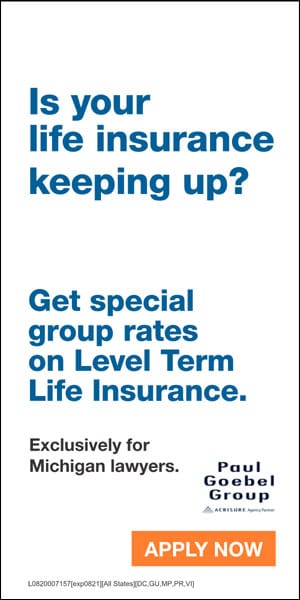 Is your
life insurance
keeping up?
Get special
group rates
on Level Term
Life Insurance.
Exclusively for
Michigan lawyers.
Paul
Goebel
Group
ACRISURE Agency Partner
APPLY NOW
L0820007157[exp0821][All States][DC,GU,MP,PR,VI]